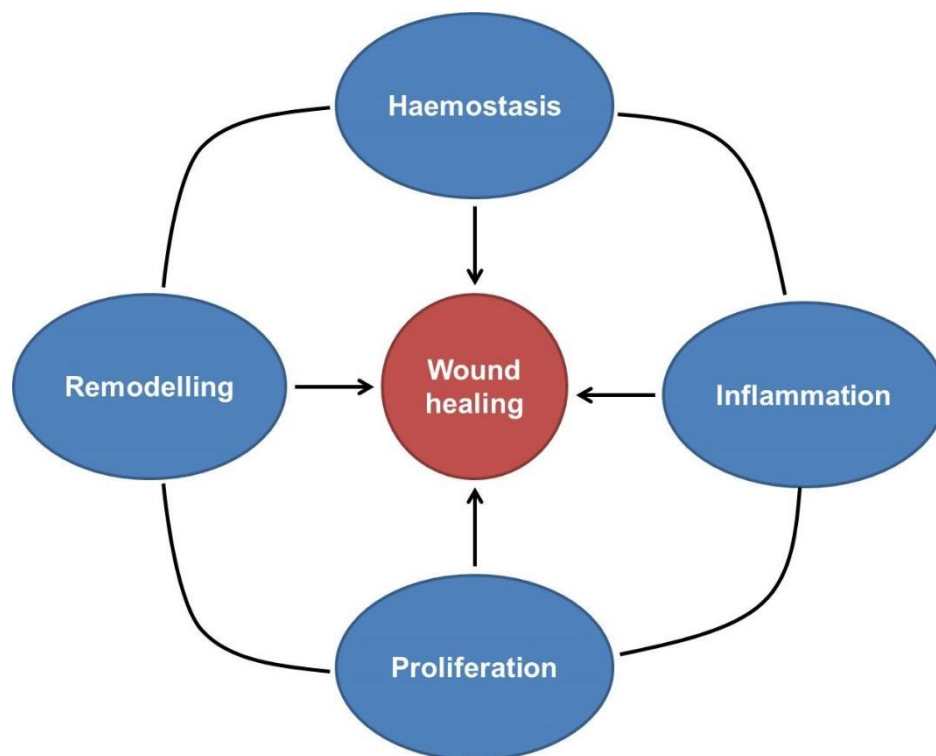 Haemostasis
Remodelling
Wound
healing
Inflammation
Proliferation